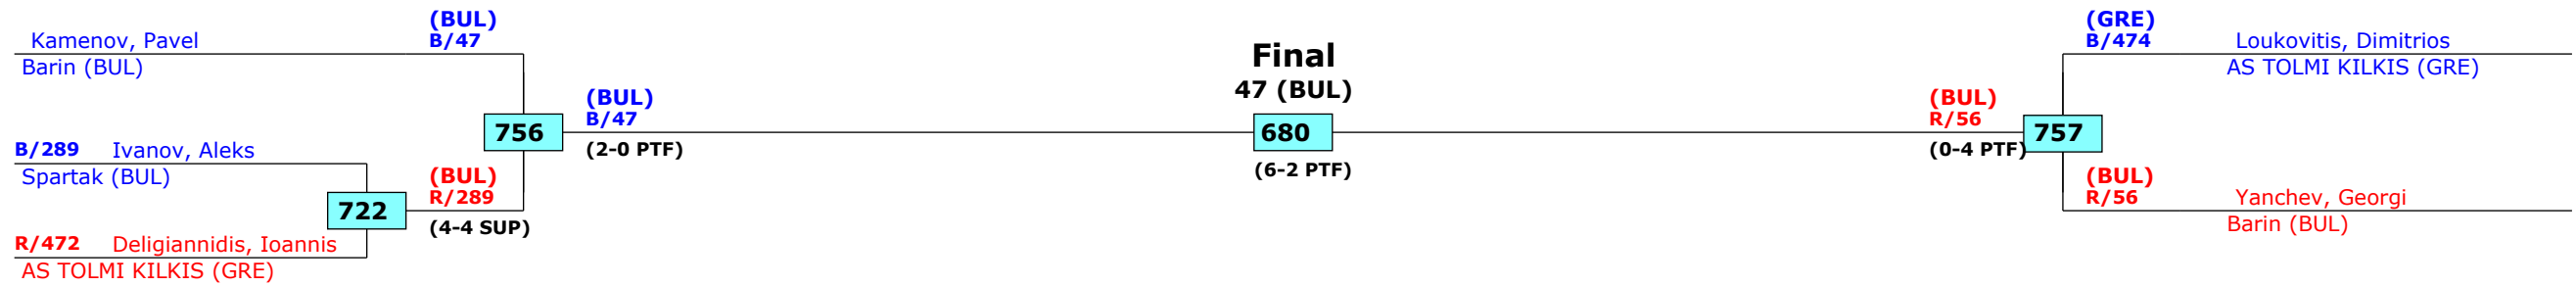 (BUL)
Kamenov, Pavel B/47
Barin (BUL)
(BUL)
B/47
756
(2-0 PTF)
B/289 Ivanov, Aleks
Spartak (BUL)
(BUL)
R/289
722
(4-4 SUP)
R/472 Deligiannidis, Ioannis
AS TOLMI KILKIS (GRE)
Final
47 (BUL)
680
(6-2 PTF)
(GRE)
B/474 Loukovitis, Dimitrios
AS TOLMI KILKIS (GRE)
(BUL)
R/56
757
(0-4 PTF)
(BUL)
R/56 Yanchev, Georgi
Barin (BUL)